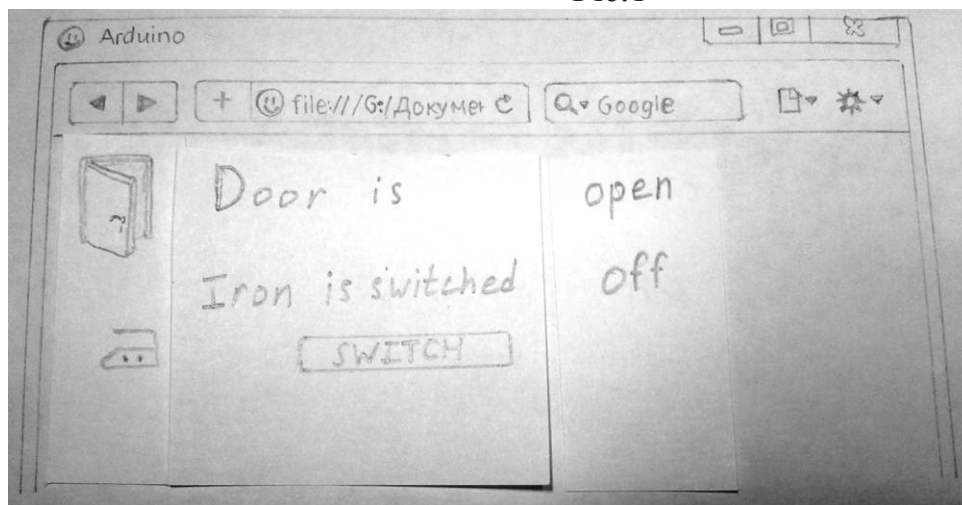 Arduino
+ file:///G:/Докумен Google
Door is open
Iron is switched off
SWITCH